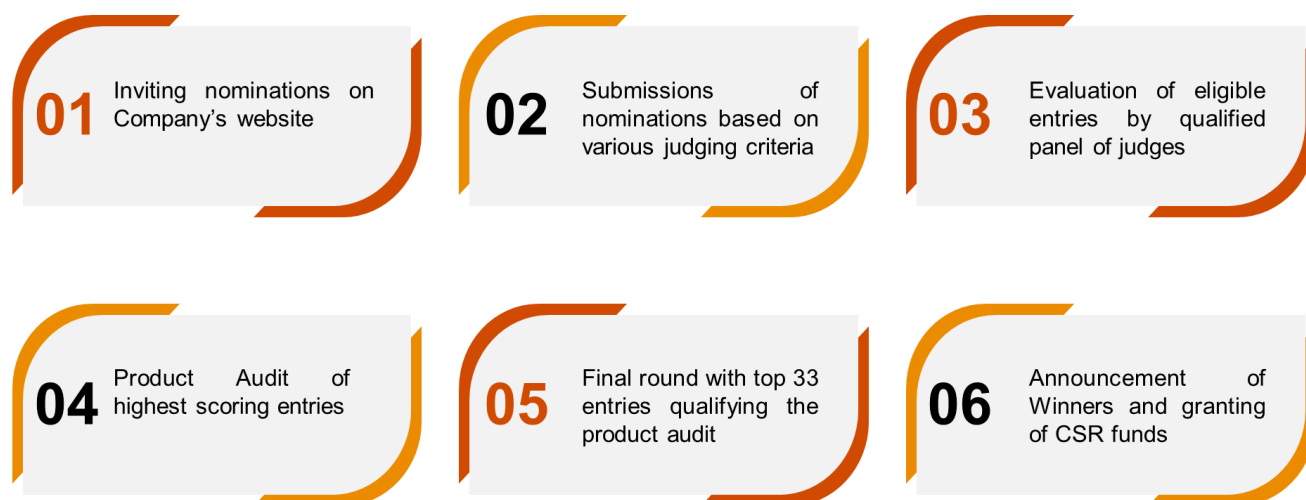 01
Inviting nominations on
Company’s website
02
Submissions of
nominations based on
various judging criteria
03
Evaluation of eligible
entries by qualified
panel of judges
04
Product Audit of
highest scoring entries
05
Final round with top 33
entries qualifying the
product audit
06
Announcement of
Winners and granting
of CSR funds